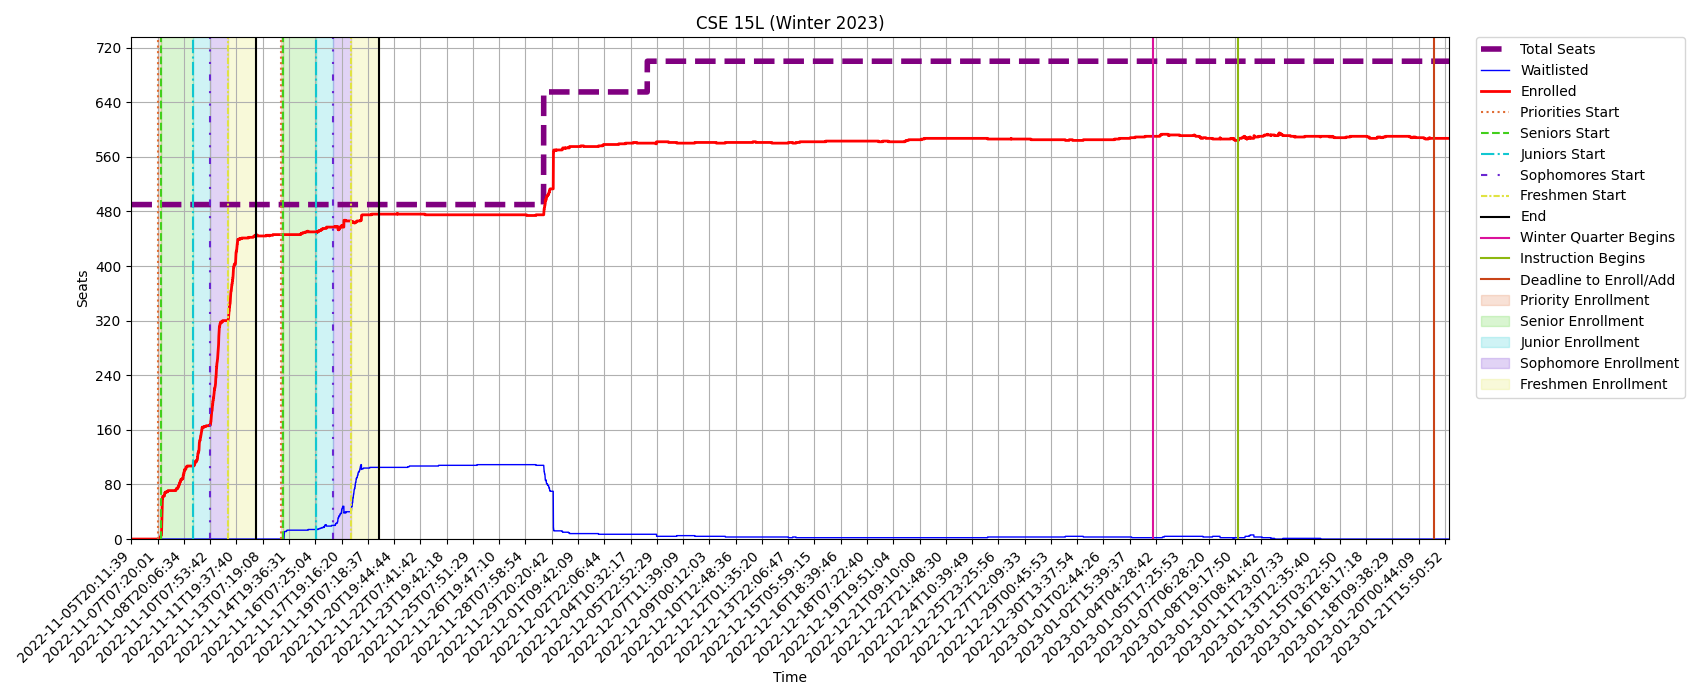 CSE 15L (Winter 2023)
720
640
560
480
400
320
240
160
80
0
Seats
2022-11-05T20:11:39
2022-11-07T07:20:01
2022-11-08T20:06:34
2022-11-10T07:53:42
2022-11-11T19:37:40
2022-11-13T07:19:08
2022-11-14T19:36:31
2022-11-16T07:25:04
2022-11-17T19:16:20
2022-11-19T07:18:37
2022-11-20T19:44:44
2022-11-22T07:41:42
2022-11-23T19:42:18
2022-11-25T07:51:29
2022-11-26T19:47:10
2022-11-28T07:58:54
2022-11-29T20:20:42
2022-12-01T09:42:09
2022-12-02T22:06:44
2022-12-04T10:32:17
2022-12-05T22:52:29
2022-12-07T11:39:09
2022-12-09T00:12:03
2022-12-10T12:48:36
2022-12-12T01:35:20
2022-12-13T22:06:47
2022-12-15T05:59:15
2022-12-16T18:39:46
2022-12-18T07:22:40
2022-12-19T19:51:04
2022-12-21T09:10:00
2022-12-22T21:48:30
2022-12-24T10:39:49
2022-12-25T23:25:56
2022-12-27T12:09:33
2022-12-29T00:45:53
2022-12-30T13:37:54
2023-01-01T02:44:26
2023-01-02T15:39:37
2023-01-04T04:28:42
2023-01-05T17:25:53
2023-01-07T06:28:20
2023-01-08T19:17:50
2023-01-10T08:41:42
2023-01-11T23:07:33
2023-01-13T12:35:40
2023-01-15T03:22:50
2023-01-16T18:17:18
2023-01-18T09:38:29
2023-01-20T00:44:09
2023-01-21T15:50:52
Time
Total Seats
Waitlisted
Enrolled
Priorities Start
Seniors Start
Juniors Start
Sophomores Start
Freshmen Start
End
Winter Quarter Begins
Instruction Begins
Deadline to Enroll/Add
Priority Enrollment
Senior Enrollment
Junior Enrollment
Sophomore Enrollment
Freshmen Enrollment